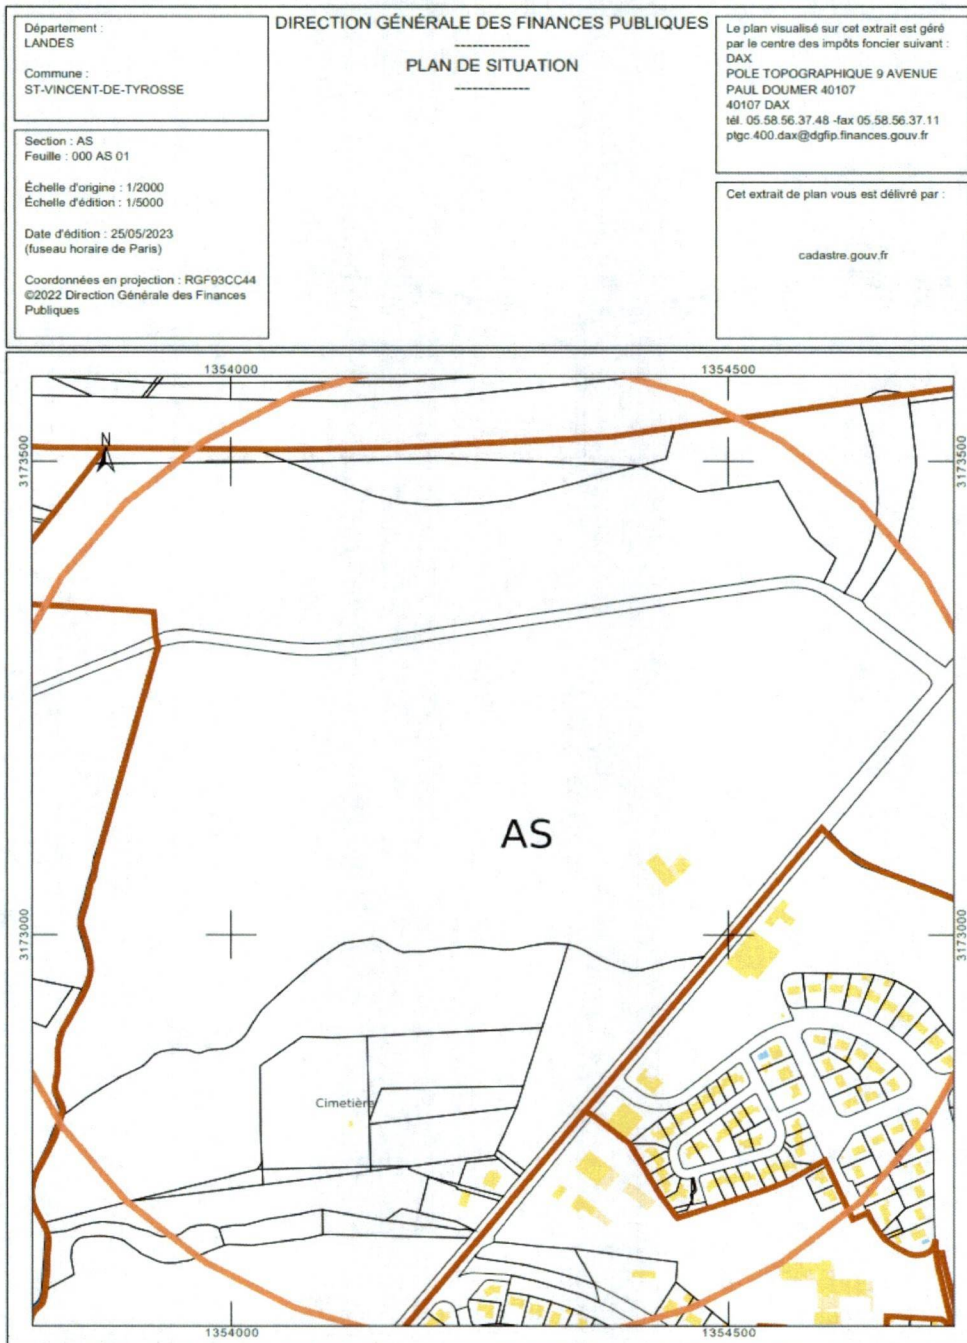 Département :
LANDES
Commune :
ST-VINCENT-DE-TYROSSE
Section : AS
Feuille : 000 AS 01
Échelle d'origine : 1/2000
Échelle d'édition : 1/5000
Date d'édition : 25/05/2023
(fuseau horaire de Paris)
Coordonnées en projection : RGF93CC44
©2022 Direction Générale des Finances
Publiques
DIRECTION GÉNÉRALE DES FINANCES PUBLIQUES
-------------
PLAN DE SITUATION
-------------
Le plan visualisé sur cet extrait est géré
par le centre des impôts foncier suivant :
DAX
POLE TOPOGRAPHIQUE 9 AVENUE
PAUL DOUMER 40107
40107 DAX
tél. 05.58.56.37.48 -fax 05.58.56.37.11
ptgc.400.dax@dgfip.finances.gouv.fr
Cet extrait de plan vous est délivré par :
cadastre.gouv.fr
1354000
1354500
N
3173500
3173500
AS
3173000
3173000
Cimetière
1354000
1354500